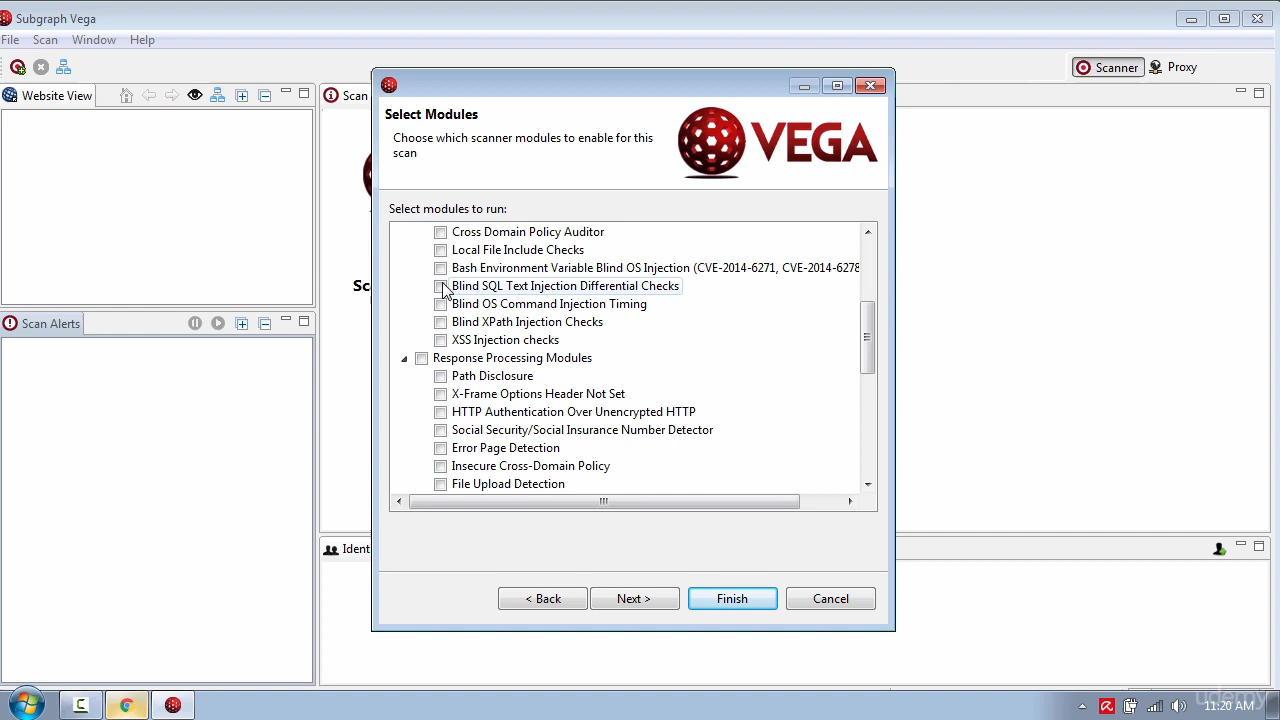 Subgraph Vega
File Scan Window Help
Scanner Proxy
Website View
Scan
Select Modules
Choose which scanner modules to enable for this
scan
VEGA
Select modules to run:
Cross Domain Policy Auditor
Local File Include Checks
Bash Environment Variable Blind OS Injection (CVE-2014-6271, CVE-2014-6278
Blind SQL Text Injection Differential Checks
Blind OS Command Injection Timing
Blind XPath Injection Checks
XSS Injection checks
Response Processing Modules
Path Disclosure
X-Frame Options Header Not Set
HTTP Authentication Over Unencrypted HTTP
Social Security/Social Insurance Number Detector
Error Page Detection
Insecure Cross-Domain Policy
File Upload Detection
Sc
Scan Alerts
Ident
< Back Next > Finish Cancel
udemy
11:20 AM